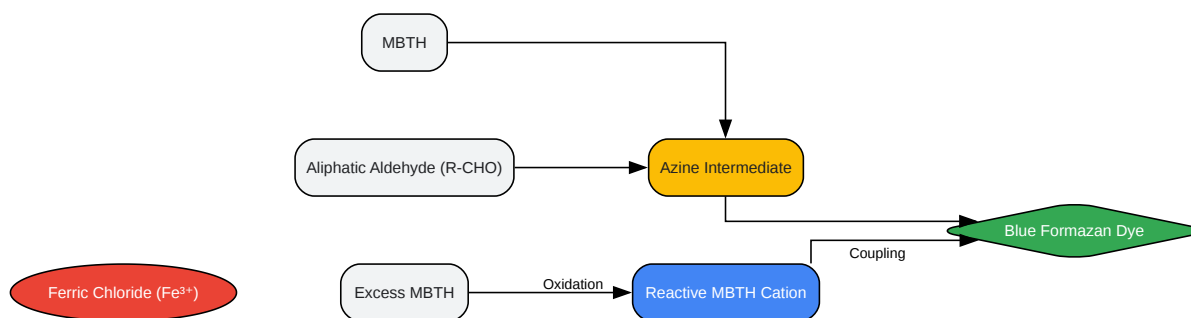 MBTH
Aliphatic Aldehyde (R-CHO)
Azine Intermediate
Blue Formazan Dye
Coupling
Ferric Chloride (Fe³⁺)
Excess MBTH
Oxidation
Reactive MBTH Cation